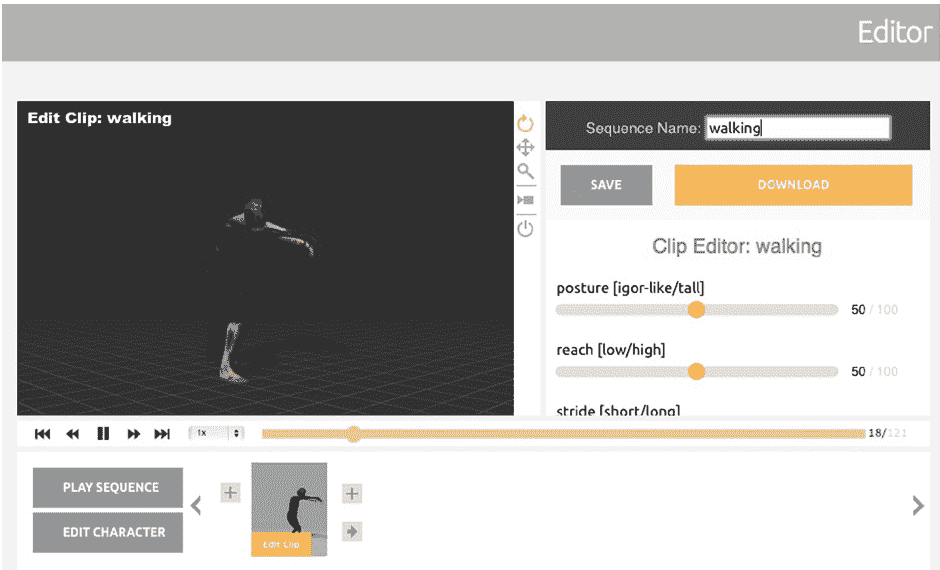 Editor
Edit Clip: walking
Sequence Name: walking
SAVE
DOWNLOAD
Clip Editor: walking
posture [igor-like/tall]
50 / 100
reach [low/high]
50 / 100
stride [short/long]
1x
18/121
PLAY SEQUENCE
EDIT CHARACTER
Edit Clip